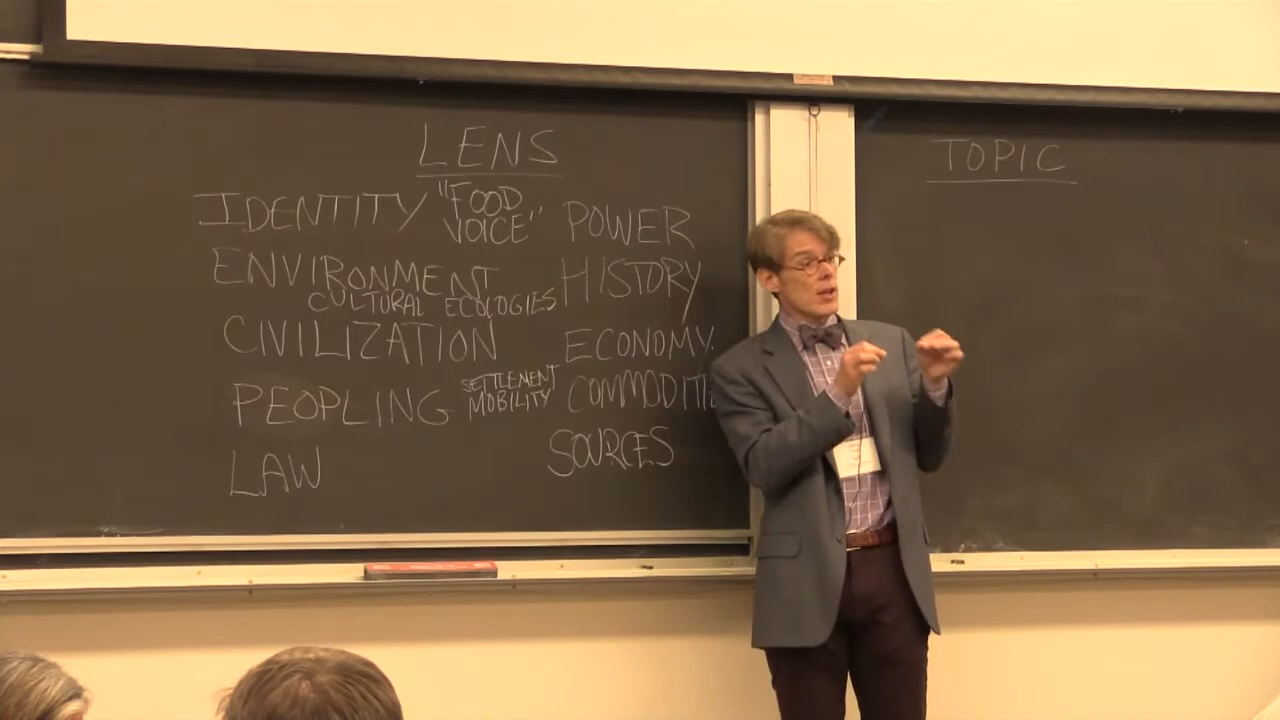 LENS
IDENTITY "FOOD VOICE" POWER
ENVIRONMENT HISTORY
CULTURAL ECOLOGIES
CIVILIZATION ECONOMY
PEOPLING SETTLEMENT MOBILITY
LAW SOURCES
TOPIC